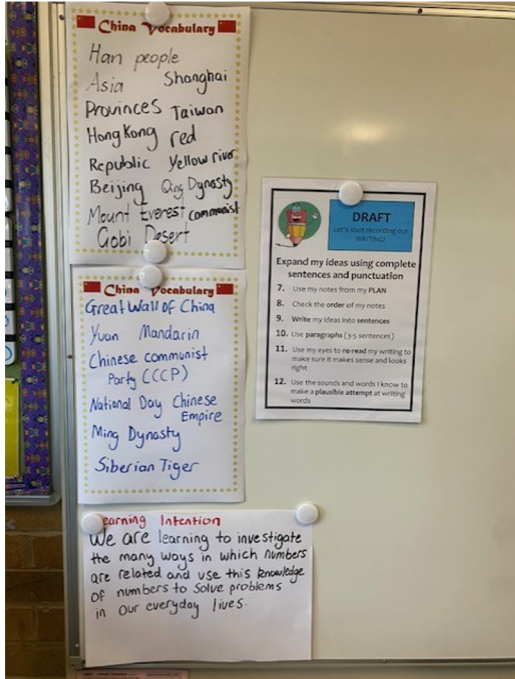 China Vocabulary
Han people
Asia Shanghai
Provinces Taiwan
Hong Kong red
Republic Yellow river
Beijing Qing Dynasty
Mount Everest communist
Gobi Desert
China Vocabulary
Great Wall of China
Yuan Mandarin
Chinese communist
Party (CCCP)
National Day Chinese
Empire
Ming Dynasty
Siberian Tiger
Learning Intention
We are learning to investigate
the many ways in which numbers
are related and use this knowledge
of numbers to solve problems
in our everyday lives.
DRAFT
Let's start recording our
WRITING!
Expand my ideas using complete
sentences and punctuation
7. Use my notes from my PLAN
8. Check the order of my notes
9. Write my ideas into sentences
10. Use paragraphs (3-5 sentences)
11. Use my eyes to re-read my writing to
make sure it makes sense and looks
right.
12. Use the sounds and words I know to
make a plausible attempt at writing
words